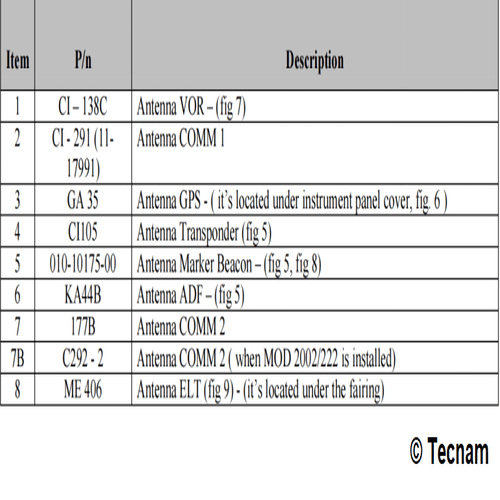 Item P/n Description
1 CI – 138C Antenna VOR – (fig 7)
2 CI - 291 (11- Antenna COMM 1
17991)
3 GA 35 Antenna GPS - ( it’s located under instrument panel cover, fig. 6 )
4 CI105 Antenna Transponder (fig 5)
5 010-10175-00 Antenna Marker Beacon – (fig 5, fig 8)
6 KA44B Antenna ADF – (fig 5)
7 177B Antenna COMM 2
7B C292 - 2 Antenna COMM 2 ( when MOD 2002/222 is installed)
8 ME 406 Antenna ELT (fig 9) - (it’s located under the fairing)
© Tecnam